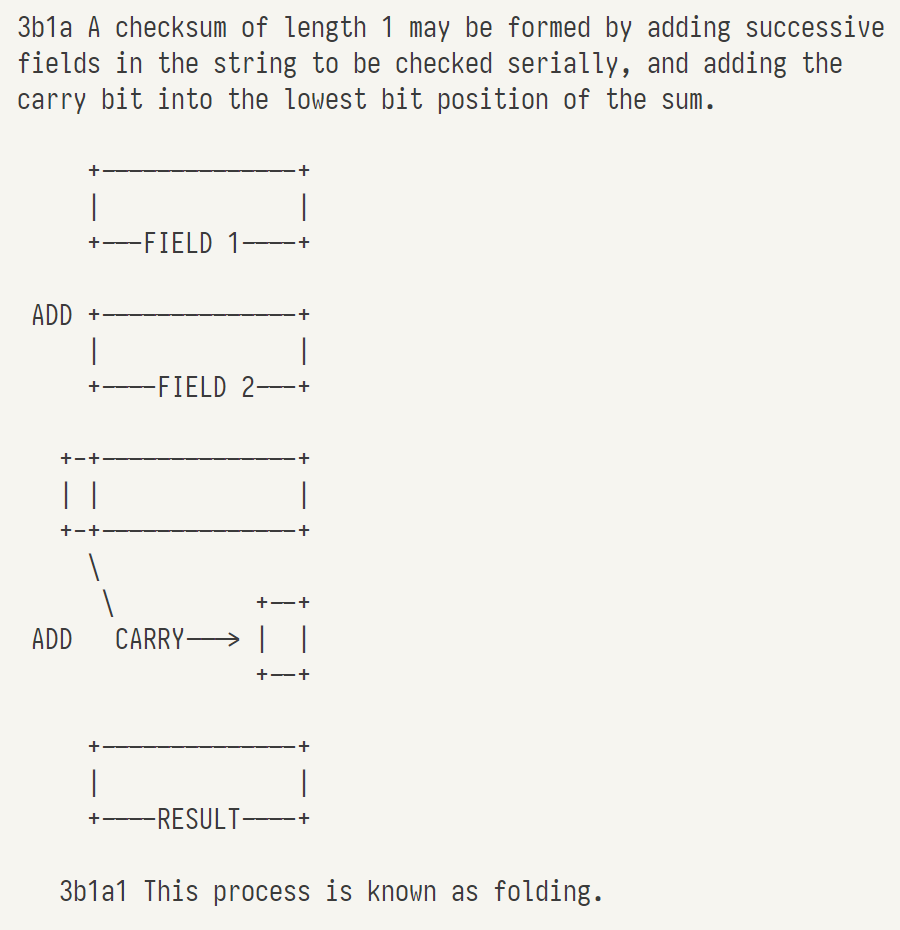 3b1a A checksum of length 1 may be formed by adding successive
fields in the string to be checked serially, and adding the
carry bit into the lowest bit position of the sum.

     +--------------+
     |              |
     +---FIELD 1----+

 ADD +--------------+
     |              |
     +----FIELD 2---+

   +-+--------------+
   | |              |
   +-+--------------+
     \
      \          +--+
 ADD   CARRY---> |  |
                 +--+

     +--------------+
     |              |
     +----RESULT----+

   3b1a1 This process is known as folding.